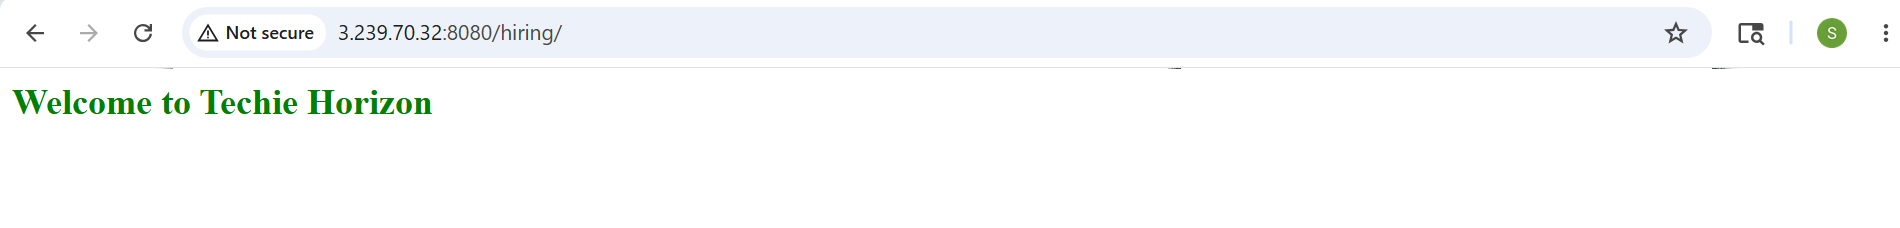 Not secure 3.239.70.32:8080/hiring/ S
Welcome to Techie Horizon